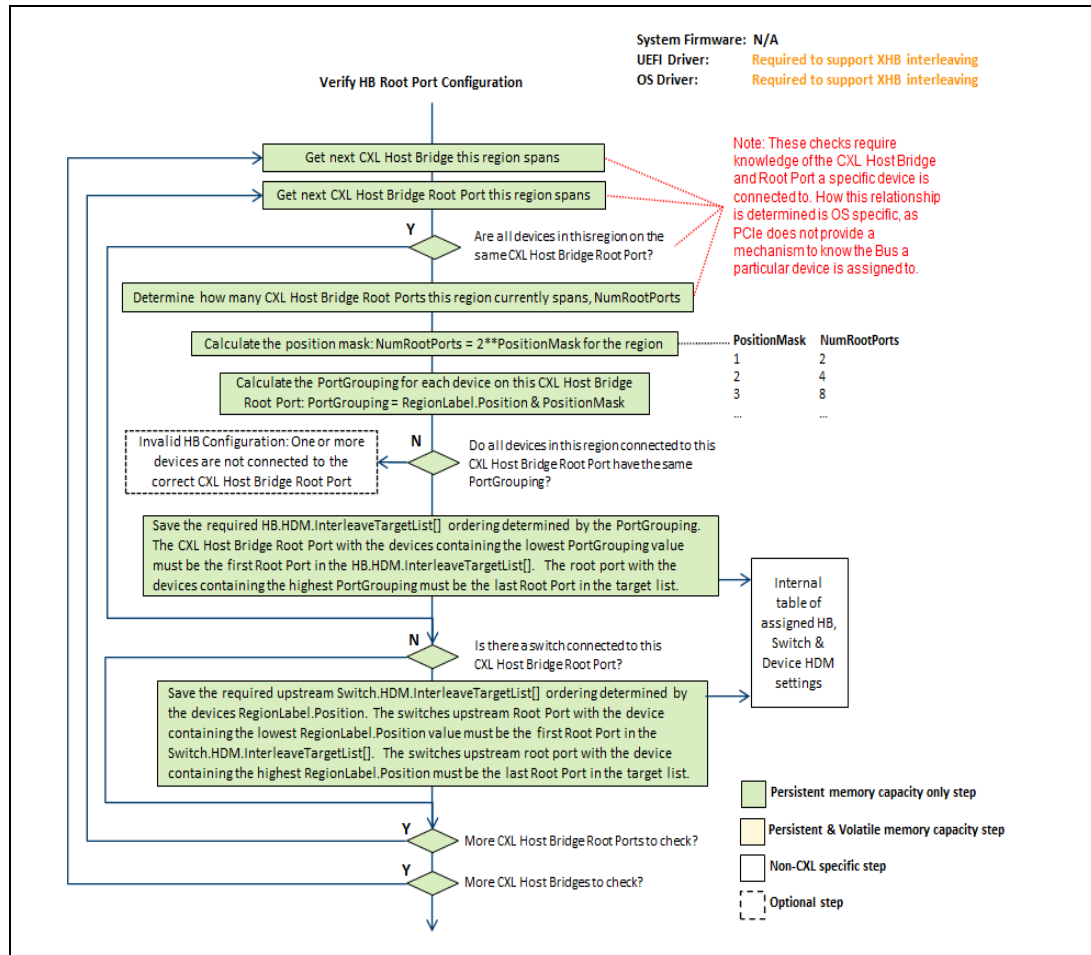 System Firmware: N/A
UEFI Driver: Required to support XHB interleaving
OS Driver: Required to support XHB interleaving
Verify HB Root Port Configuration
Get next CXL Host Bridge this region spans
Get next CXL Host Bridge Root Port this region spans
Note: These checks require
knowledge of the CXL Host Bridge
and Root Port a specific device is
connected to. How this relationship
is determined is OS specific, as
PCIe does not provide a
mechanism to know the Bus a
particular device is assigned to.
Y
Are all devices in this region on the
same CXL Host Bridge Root Port?
Determine how many CXL Host Bridge Root Ports this region currently spans, NumRootPorts
Calculate the position mask: NumRootPorts = 2**PositionMask for the region
PositionMask NumRootPorts
1 2
2 4
3 8
... ...
Calculate the PortGrouping for each device on this CXL Host Bridge
Root Port: PortGrouping = RegionLabel.Position & PositionMask
Invalid HB Configuration: One or more
devices are not connected to the
correct CXL Host Bridge Root Port
N
Do all devices in this region connected to this
CXL Host Bridge Root Port have the same
PortGrouping?
Save the required HB.HDM.InterleaveTargetList[] ordering determined by the PortGrouping.
The CXL Host Bridge Root Port with the devices containing the lowest PortGrouping value
must be the first Root Port in the HB.HDM.InterleaveTargetList[]. The root port with the
devices containing the highest PortGrouping must be the last Root Port in the target list.
Internal
table of
assigned HB,
Switch &
Device HDM
settings
N
Is there a switch connected to this
CXL Host Bridge Root Port?
Save the required upstream Switch.HDM.InterleaveTargetList[] ordering determined by
the devices RegionLabel.Position. The switches upstream Root Port with the device
containing the lowest RegionLabel.Position value must be the first Root Port in the
Switch.HDM.InterleaveTargetList[]. The switches upstream root port with the device
containing the highest RegionLabel.Position must be the last Root Port in the target list.
Y
More CXL Host Bridge Root Ports to check?
Y
More CXL Host Bridges to check?
Persistent memory capacity only step
Persistent & Volatile memory capacity step
Non-CXL specific step
Optional step